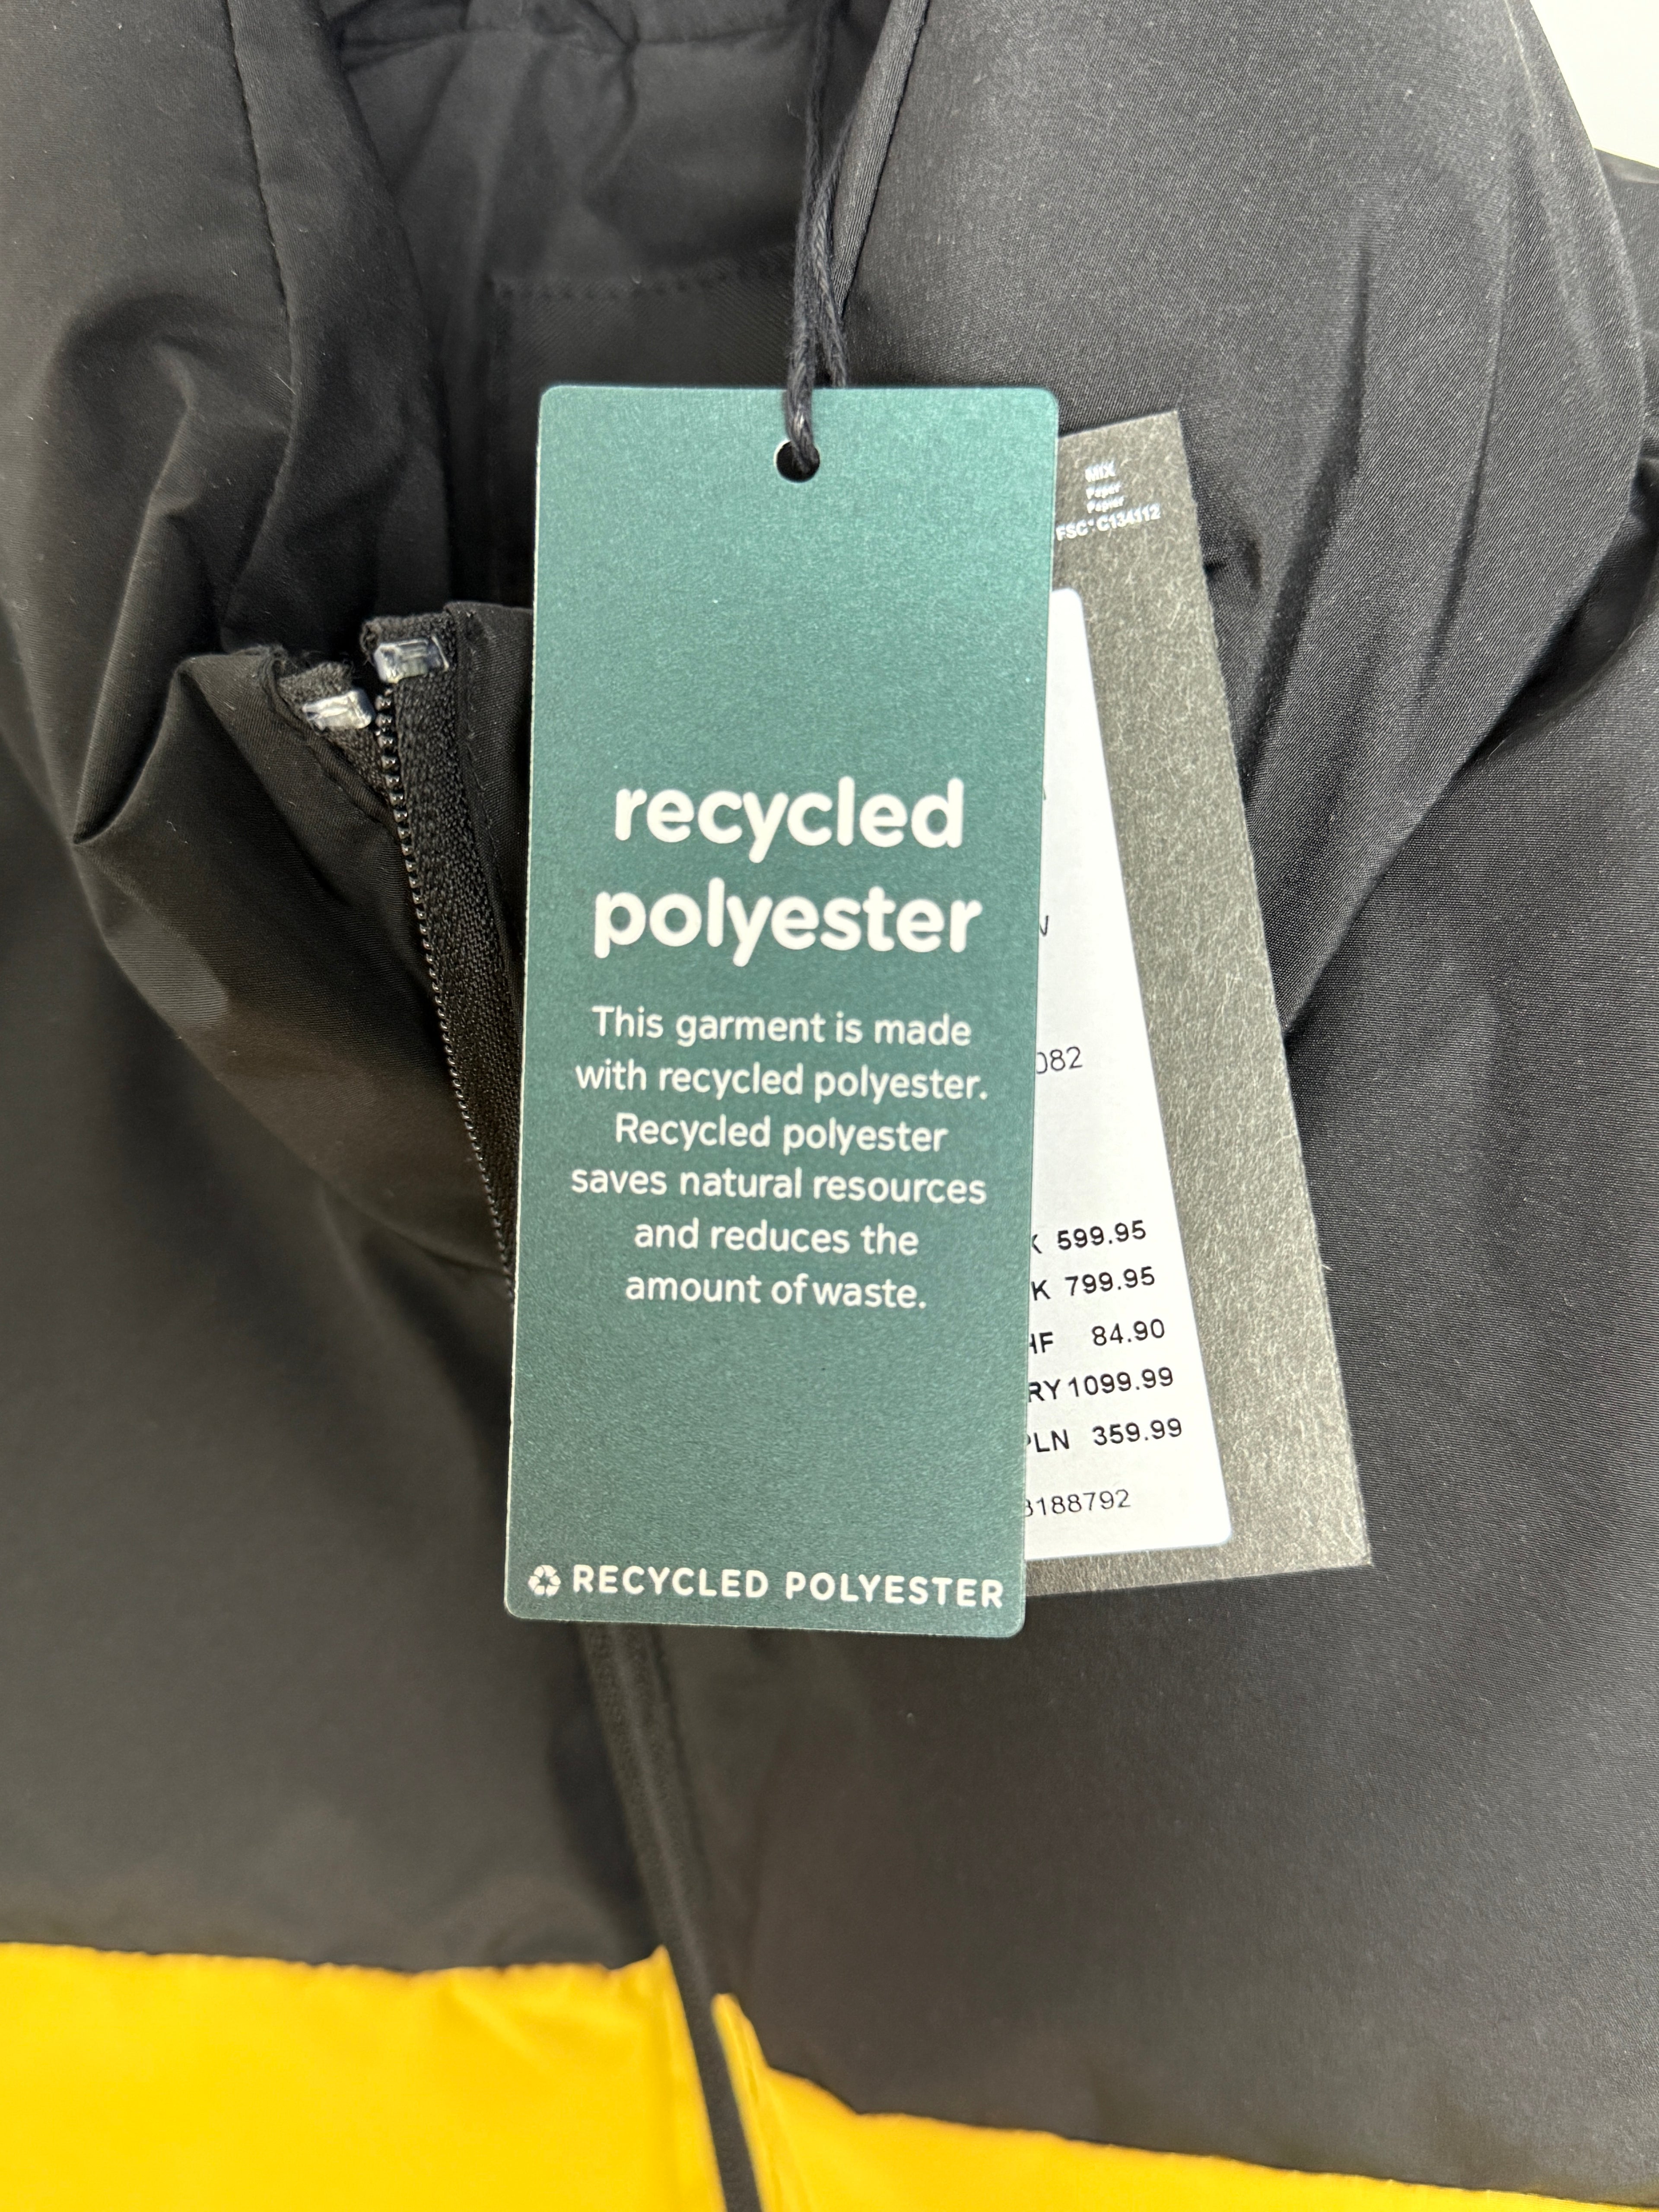 recycled
polyester
This garment is made
with recycled polyester.
Recycled polyester
saves natural resources
and reduces the
amount of waste.
♻ RECYCLED POLYESTER
MIX
Paper
Papier
FSC® C134112
082
K 599.95
K 799.95
HF 84.90
RY 1099.99
PLN 359.99
3188792